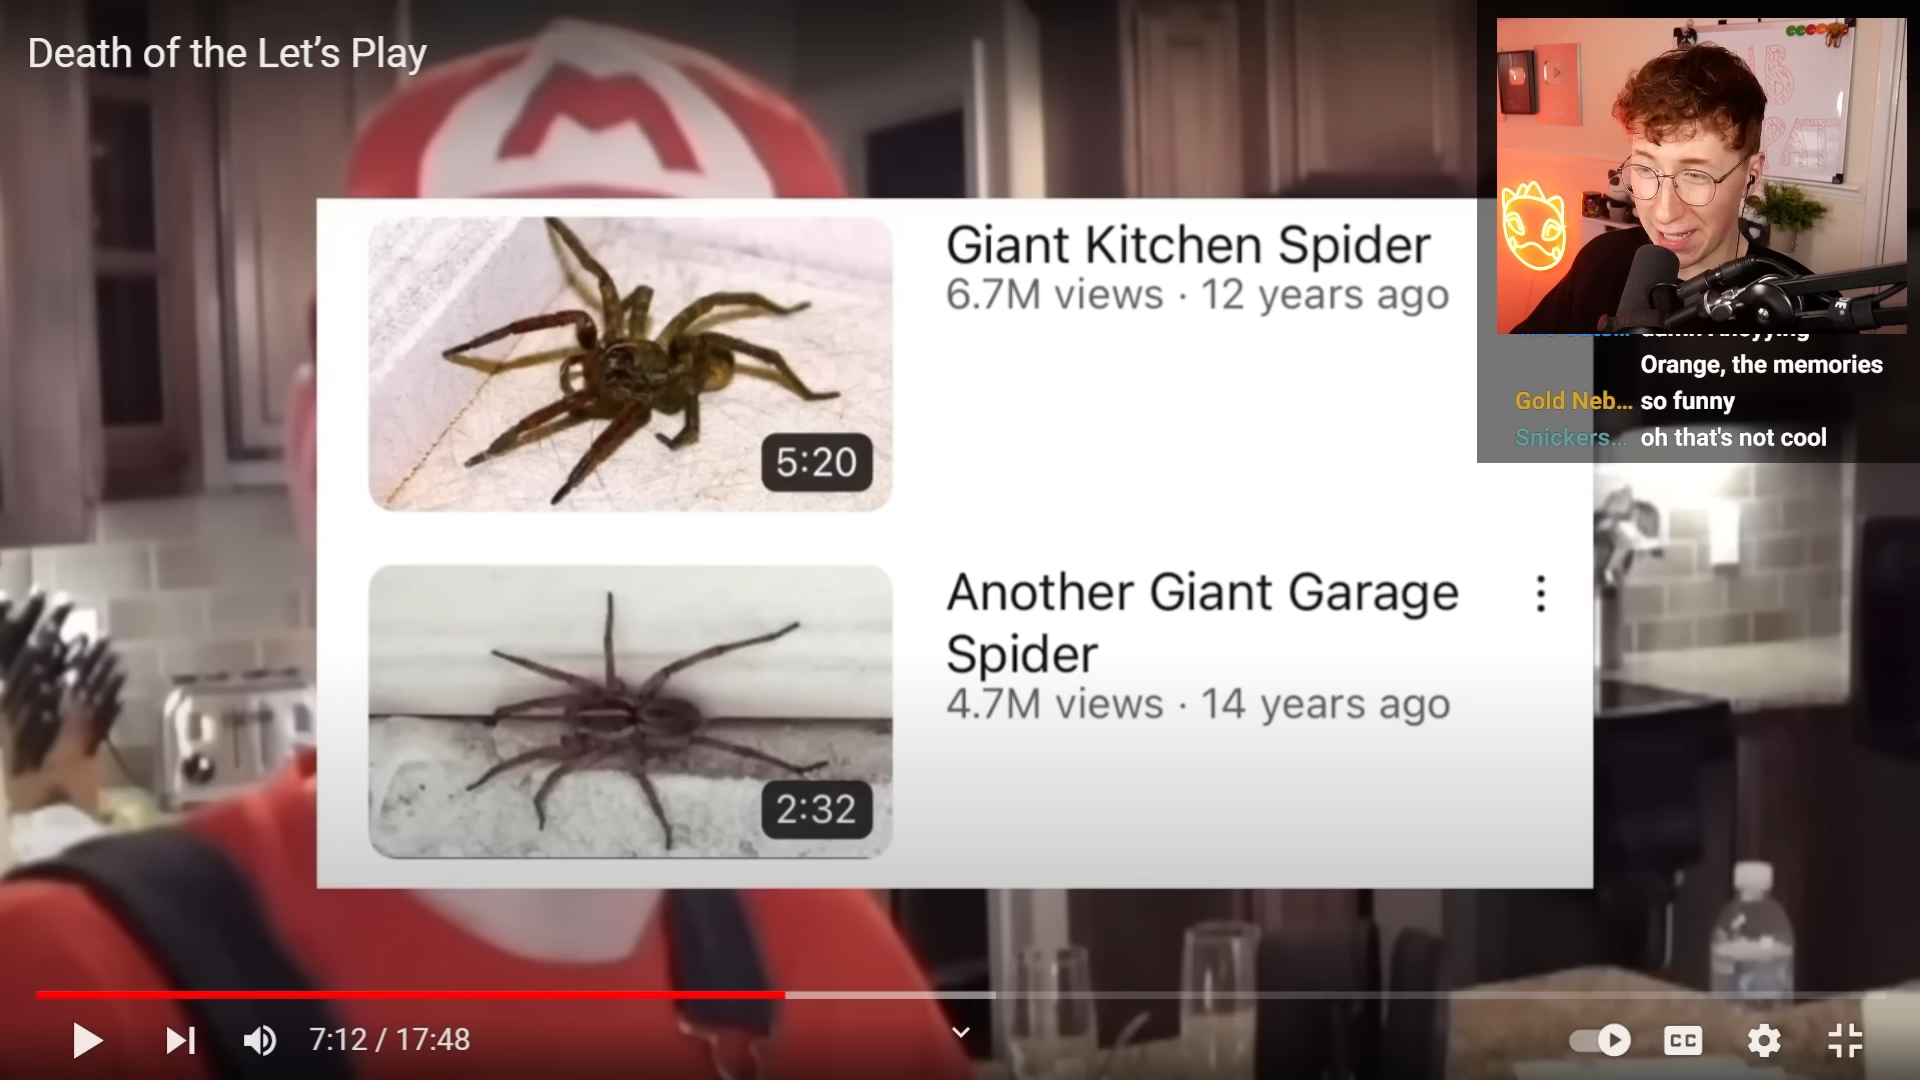 Death of the Let's Play
M
Giant Kitchen Spider
6.7M views · 12 years ago
5:20
Another Giant Garage
Spider
4.7M views · 14 years ago
2:32
Orange, the memories
Gold Neb... so funny
Snickers... oh that's not cool
7:12 / 17:48
CC